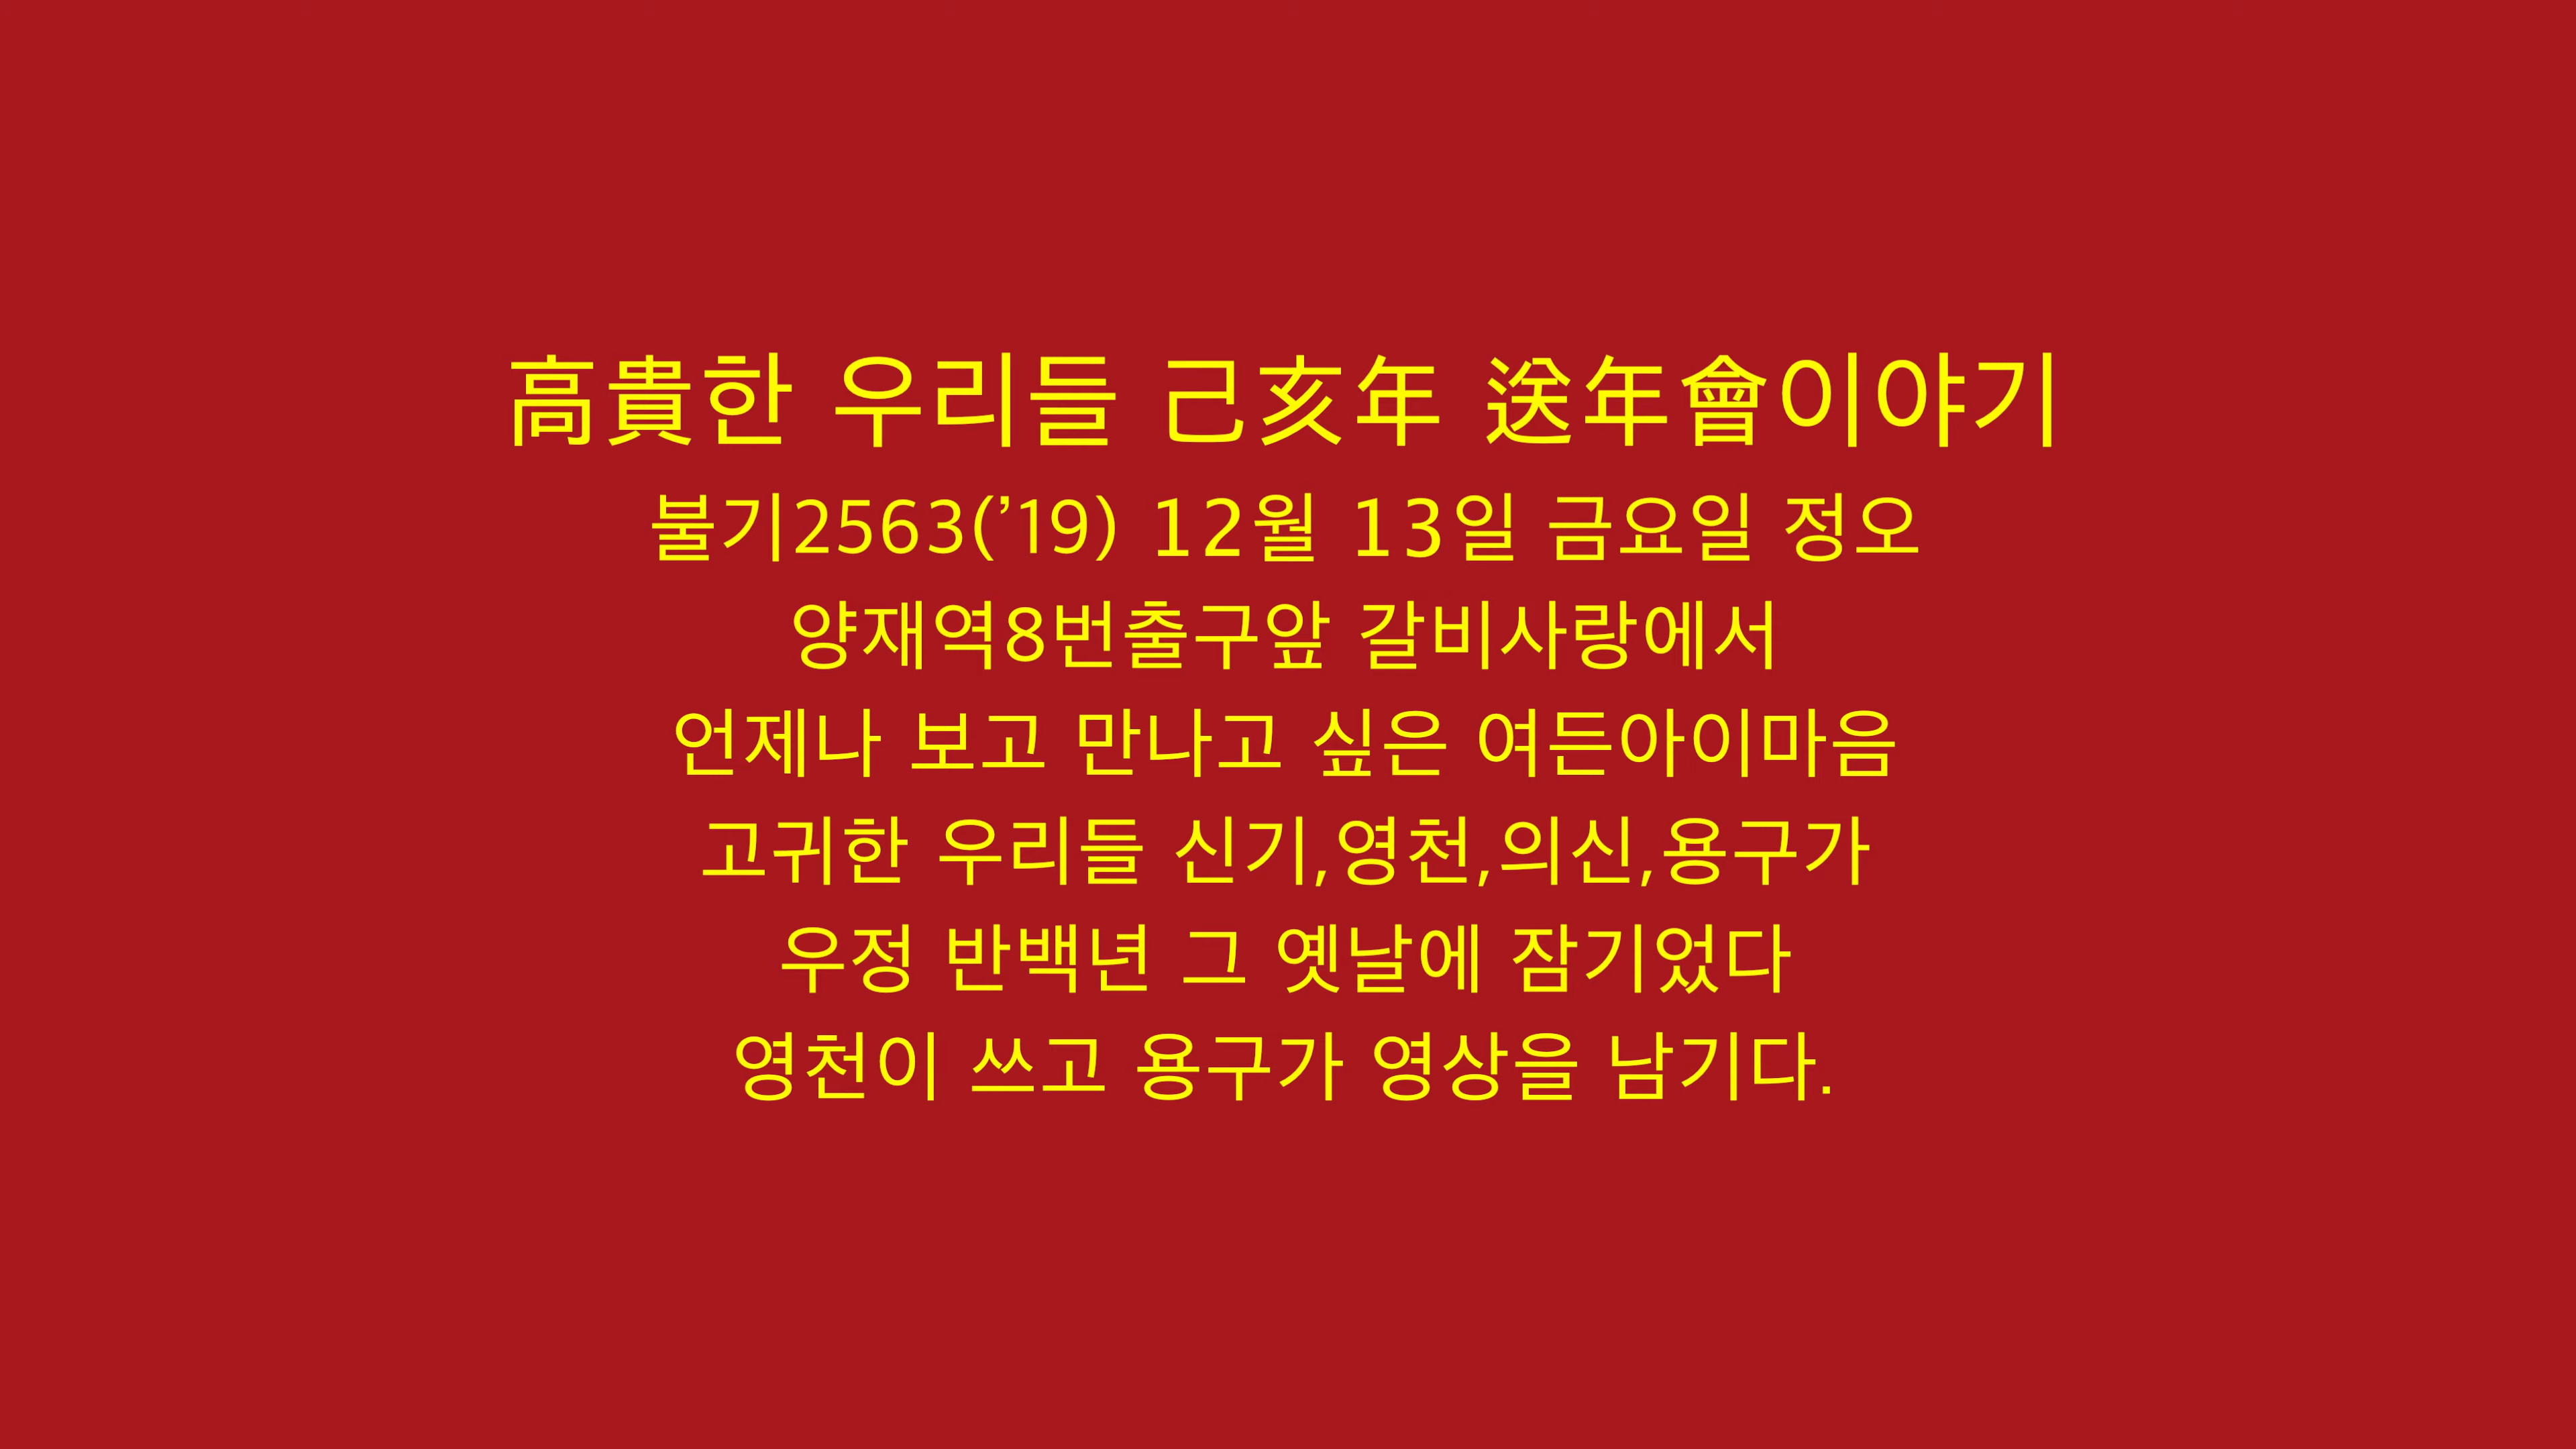 高貴한 우리들 己亥年 送年會이야기
불기2563(’19) 12월 13일 금요일 정오
양재역8번출구앞 갈비사랑에서
언제나 보고 만나고 싶은 여든아이마음
고귀한 우리들 신기,영천,의신,용구가
우정 반백년 그 옛날에 잠기었다
영천이 쓰고 용구가 영상을 남기다.